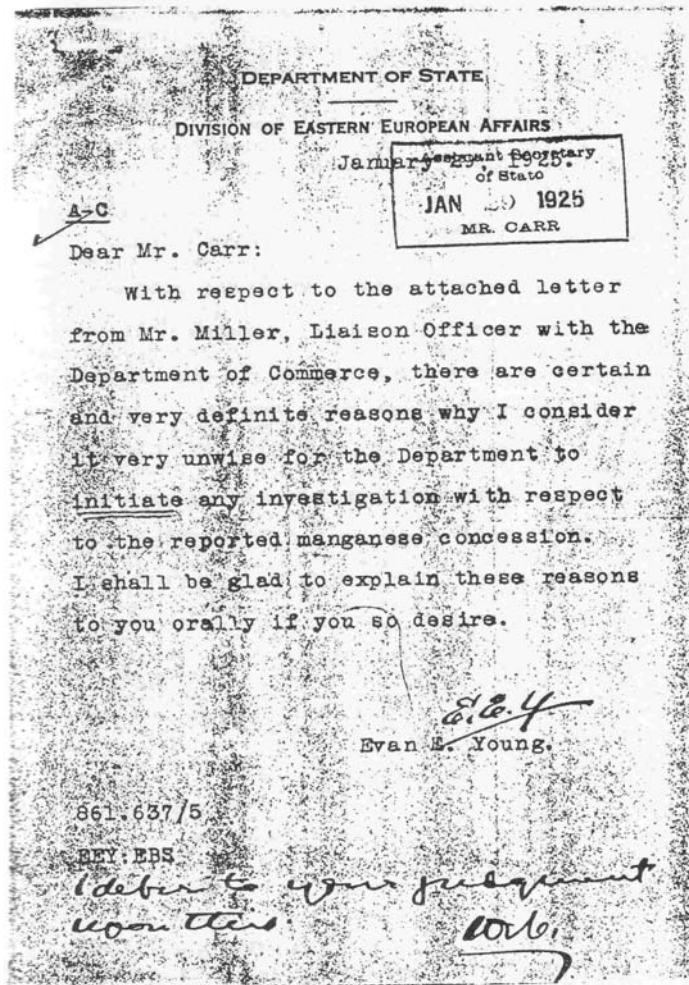 DEPARTMENT OF STATE
DIVISION OF EASTERN EUROPEAN AFFAIRS
January 29, 1925.
Assistant Secretary
of State
JAN 29 1925
MR. CARR
A-C
Dear Mr. Carr:
With respect to the attached letter
from Mr. Miller, Liaison Officer with the
Department of Commerce, there are certain
and very definite reasons why I consider
it very unwise for the Department to
initiate any investigation with respect
to the reported manganese concession.
I shall be glad to explain these reasons
to you orally if you so desire.
E.E.Y
Evan E. Young.
861.637/5
EEY:EBS
I defer to your judgment
upon this.